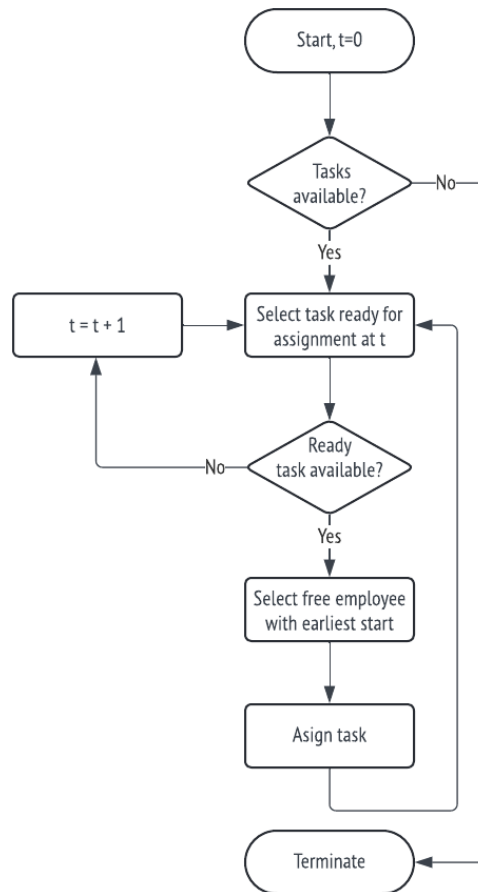 Start, t=0
Tasks
available?
No
Yes
t = t + 1
Select task ready for
assignment at t
Ready
task available?
No
Yes
Select free employee
with earliest start
Asign task
Terminate